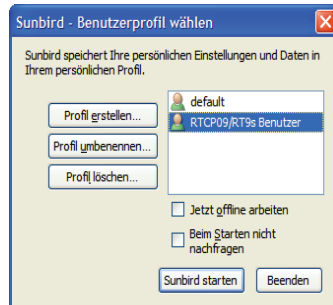 Sunbird - Benutzerprofil wählen
Sunbird speichert Ihre persönlichen Einstellungen und Daten in
Ihrem persönlichen Profil.
Profil erstellen...
Profil umbenennen...
Profil löschen...
default
RTCP09/RT9s Benutzer
Jetzt offline arbeiten
Beim Starten nicht
nachfragen
Sunbird starten
Beenden